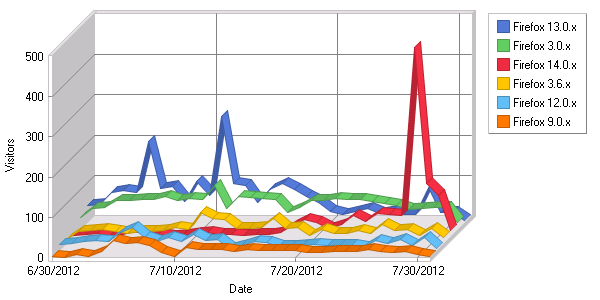 500
400
300
200
100
0
Visitors
6/30/2012
7/10/2012
7/20/2012
7/30/2012
Date
Firefox 13.0.x
Firefox 3.0.x
Firefox 14.0.x
Firefox 3.6.x
Firefox 12.0.x
Firefox 9.0.x